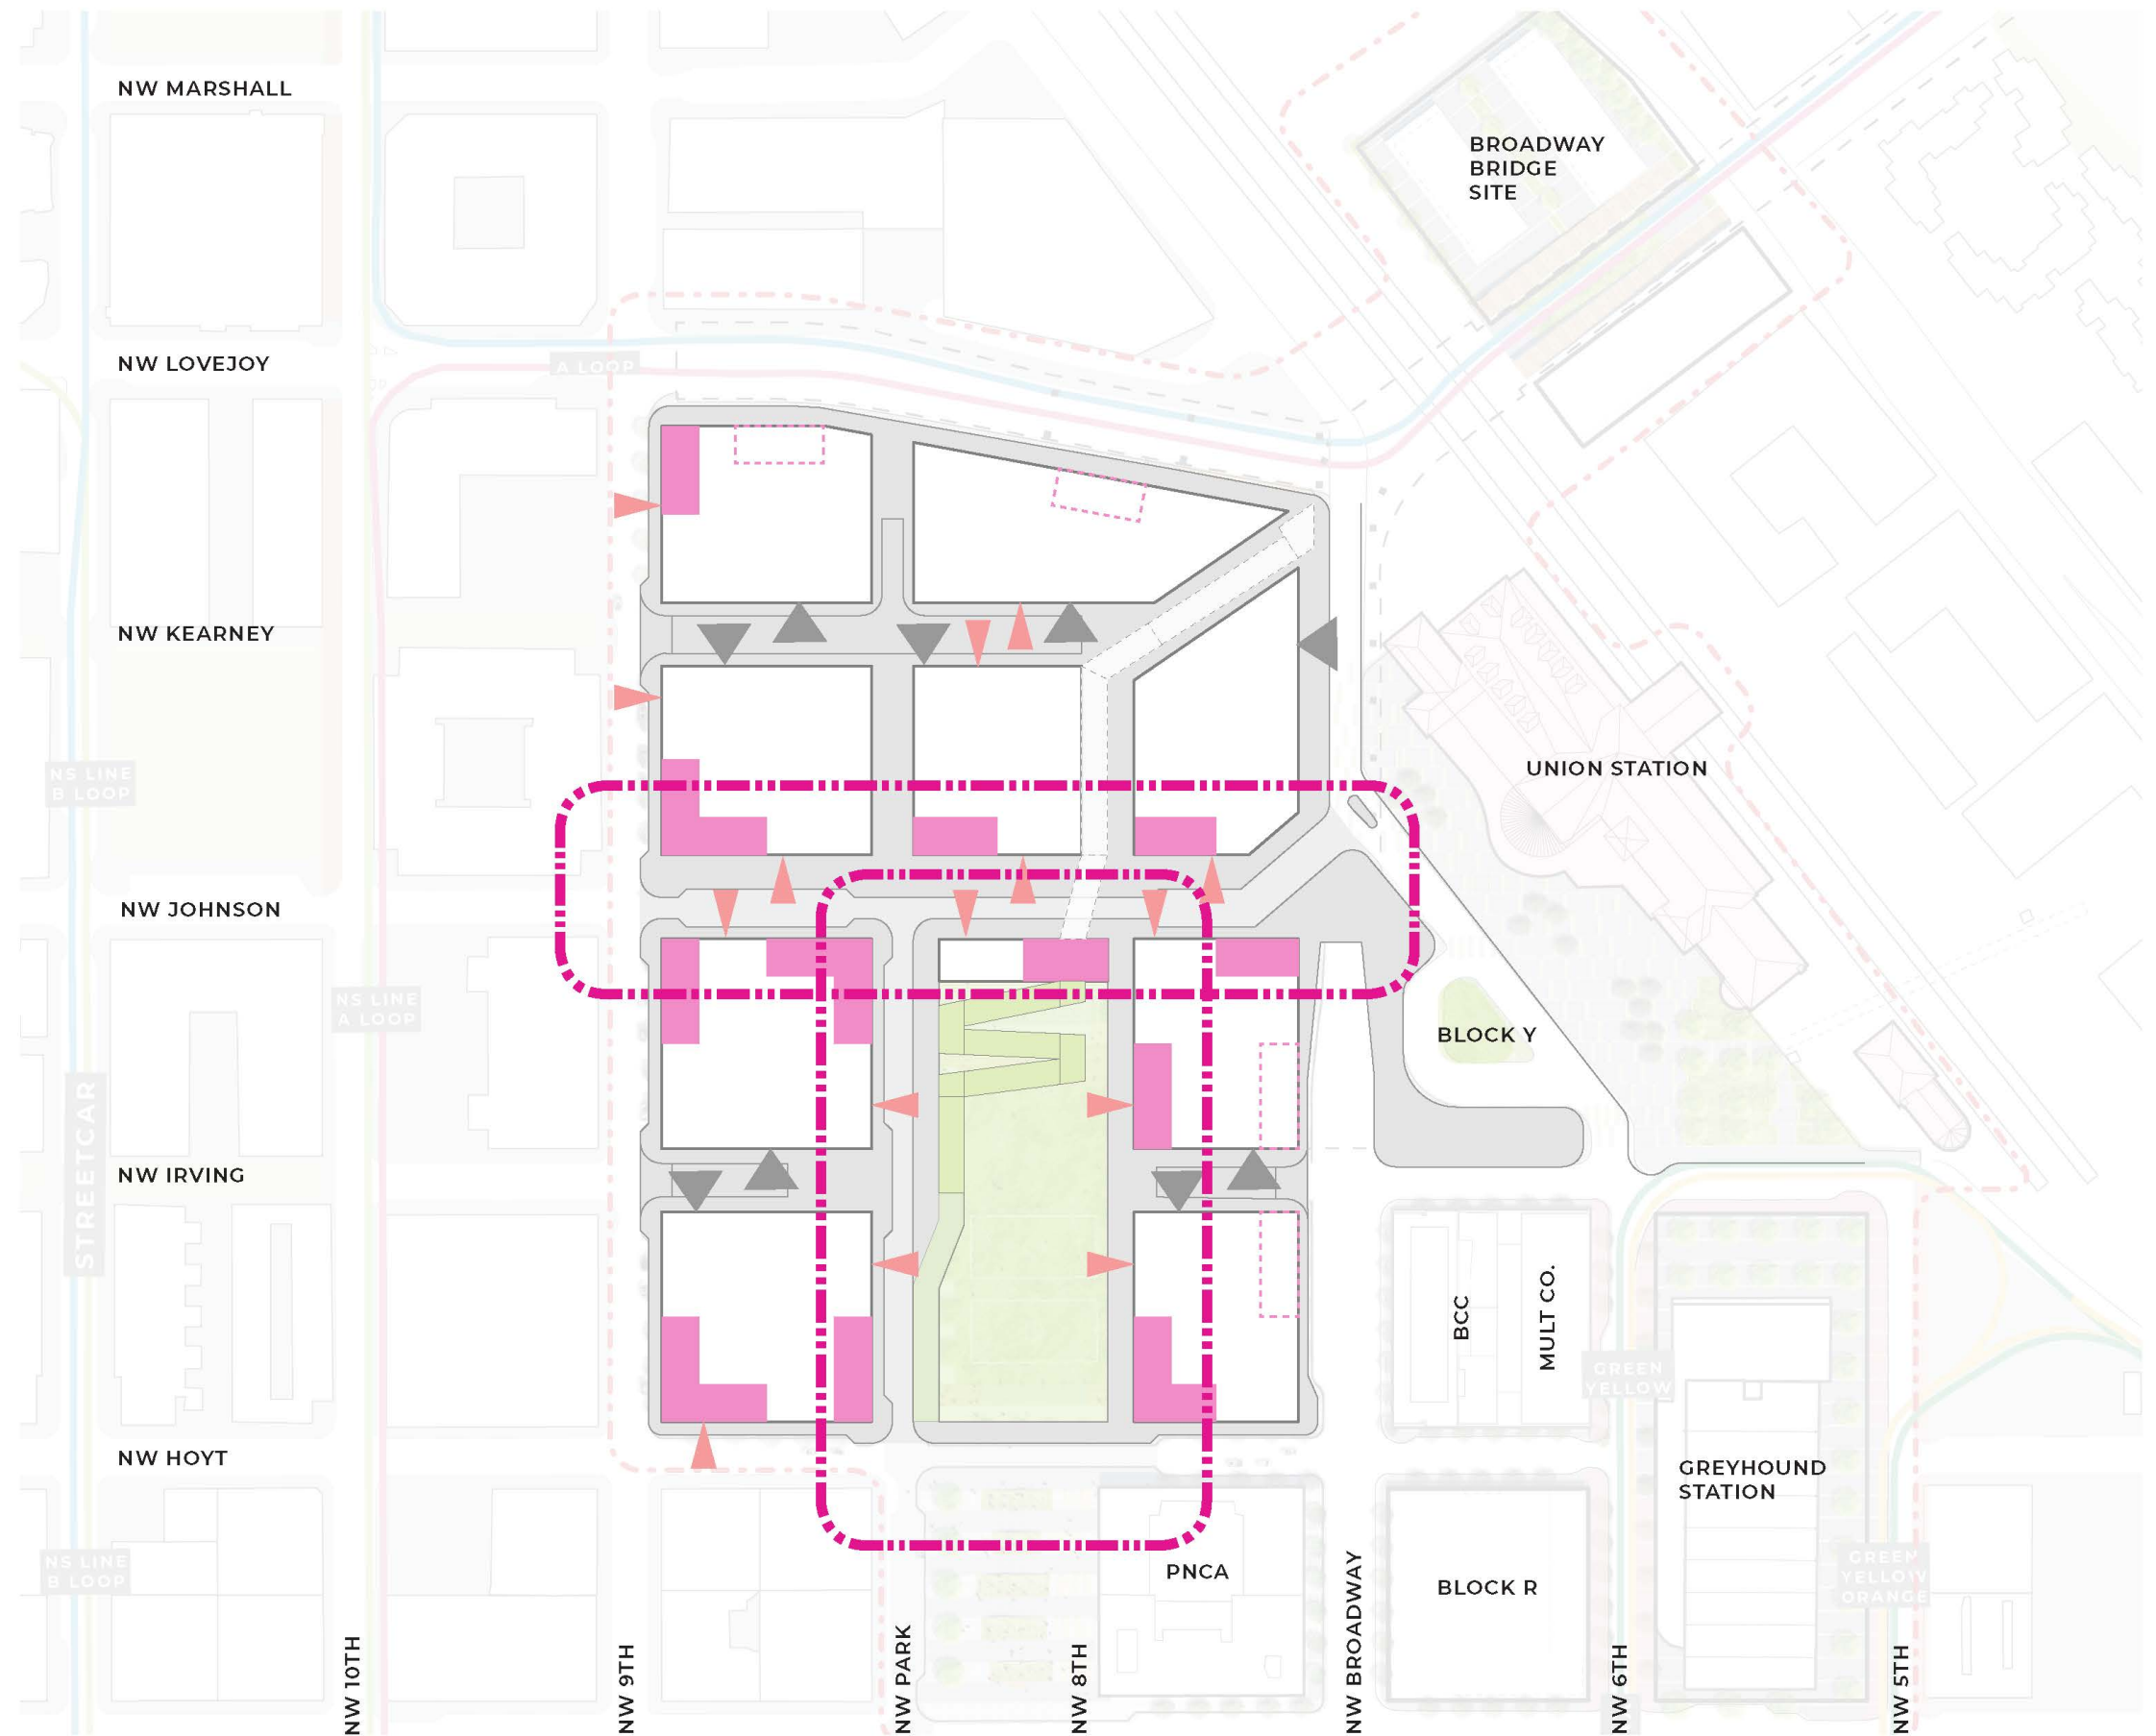 NW MARSHALL
BROADWAY
BRIDGE
SITE
NW LOVEJOY
A LOOP
NW KEARNEY
UNION STATION
NS LINE
B LOOP
NW JOHNSON
NS LINE
A LOOP
BLOCK Y
STREETCAR
NW IRVING
BCC
MULT CO.
GREEN
YELLOW
NW HOYT
GREYHOUND
STATION
NS LINE
B LOOP
PNCA
BLOCK R
GREEN
YELLOW
ORANGE
NW 10TH
NW 9TH
NW PARK
NW 8TH
NW BROADWAY
NW 6TH
NW 5TH